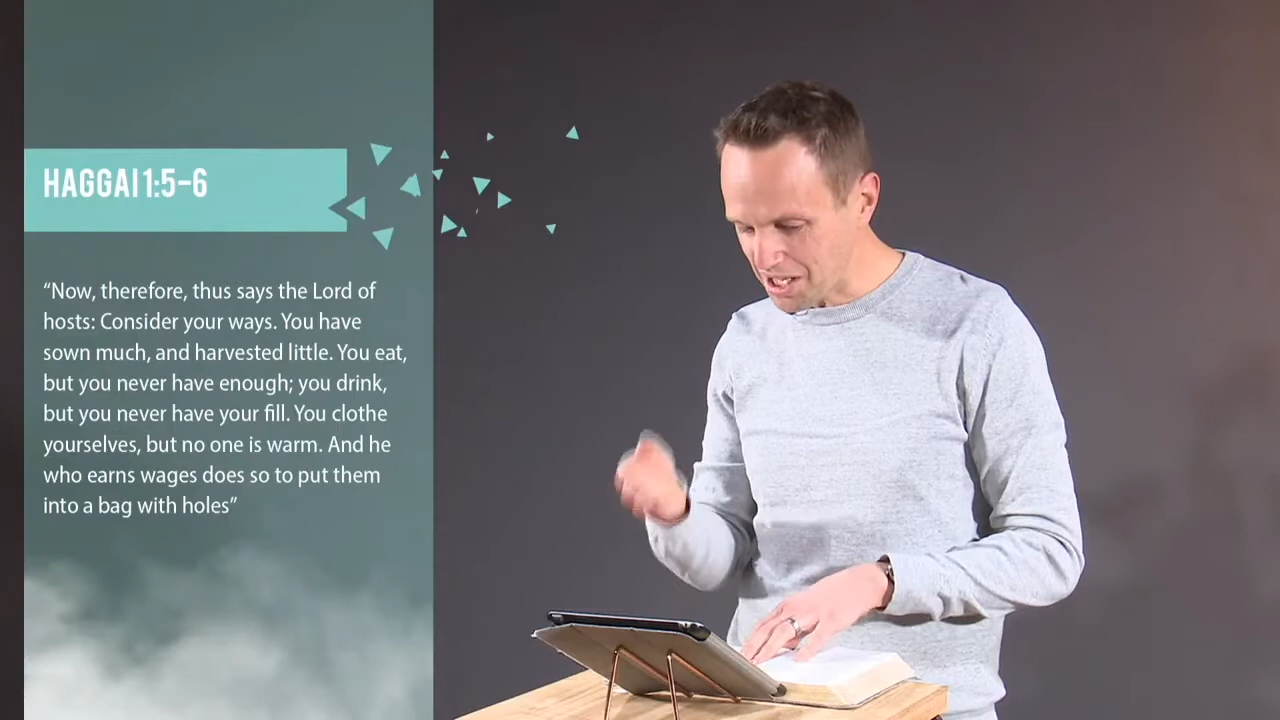 HAGGAI 1:5-6
“Now, therefore, thus says the Lord of
hosts: Consider your ways. You have
sown much, and harvested little. You eat,
but you never have enough; you drink,
but you never have your fill. You clothe
yourselves, but no one is warm. And he
who earns wages does so to put them
into a bag with holes”